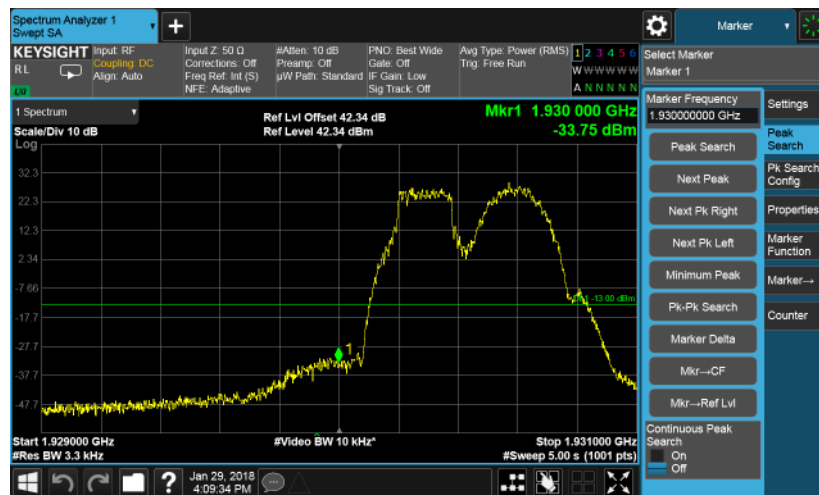 Spectrum Analyzer 1
Swept SA
+
Marker
KEYSIGHT
RL
LXI
Input: RF
Coupling: DC
Align: Auto
Input Z: 50 Ω
Corrections: Off
Freq Ref: Int (S)
NFE: Adaptive
#Atten: 10 dB
Preamp: Off
µW Path: Standard
PNO: Best Wide
Gate: Off
IF Gain: Low
Sig Track: Off
Avg Type: Power (RMS)
Trig: Free Run
1 2 3 4 5 6
W W W W W W
A N N N N N
Select Marker
Marker 1
1 Spectrum
Scale/Div 10 dB
Log
Ref Lvl Offset 42.34 dB
Ref Level 42.34 dBm
Mkr1 1.930 000 GHz
-33.75 dBm
32.3
22.3
12.3
2.34
-7.66
-17.7
-27.7
-37.7
-47.7
-13.00 dBm
1
Start 1.929000 GHz
#Res BW 3.3 kHz
#Video BW 10 kHz*
Stop 1.931000 GHz
#Sweep 5.00 s (1001 pts)
Marker Frequency
1.930000000 GHz
Peak Search
Next Peak
Next Pk Right
Next Pk Left
Minimum Peak
Pk-Pk Search
Marker Delta
Mkr→CF
Mkr→Ref Lvl
Continuous Peak
Search
On
Off
Settings
Peak
Search
Pk Search
Config
Properties
Marker
Function
Marker→
Counter
?
Jan 29, 2018
4:09:34 PM